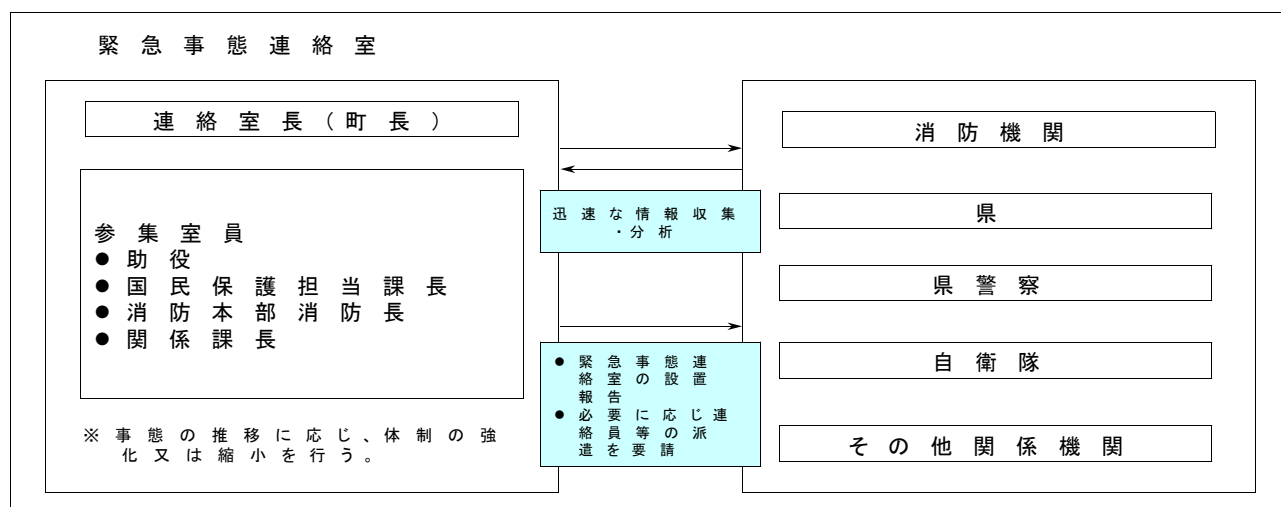 緊急事態連絡室
連絡室長(町長)
参集室員
● 助役
● 国民保護担当課長
● 消防本部消防長
● 関係課長
※ 事態の推移に応じ、体制の強
化又は縮小を行う。
迅速な情報収集
・分析
● 緊急事態連
絡室の設置
報告
● 必要に応じ連
絡員等の派
遣を要請
消防機関
県
県警察
自衛隊
その他関係機関